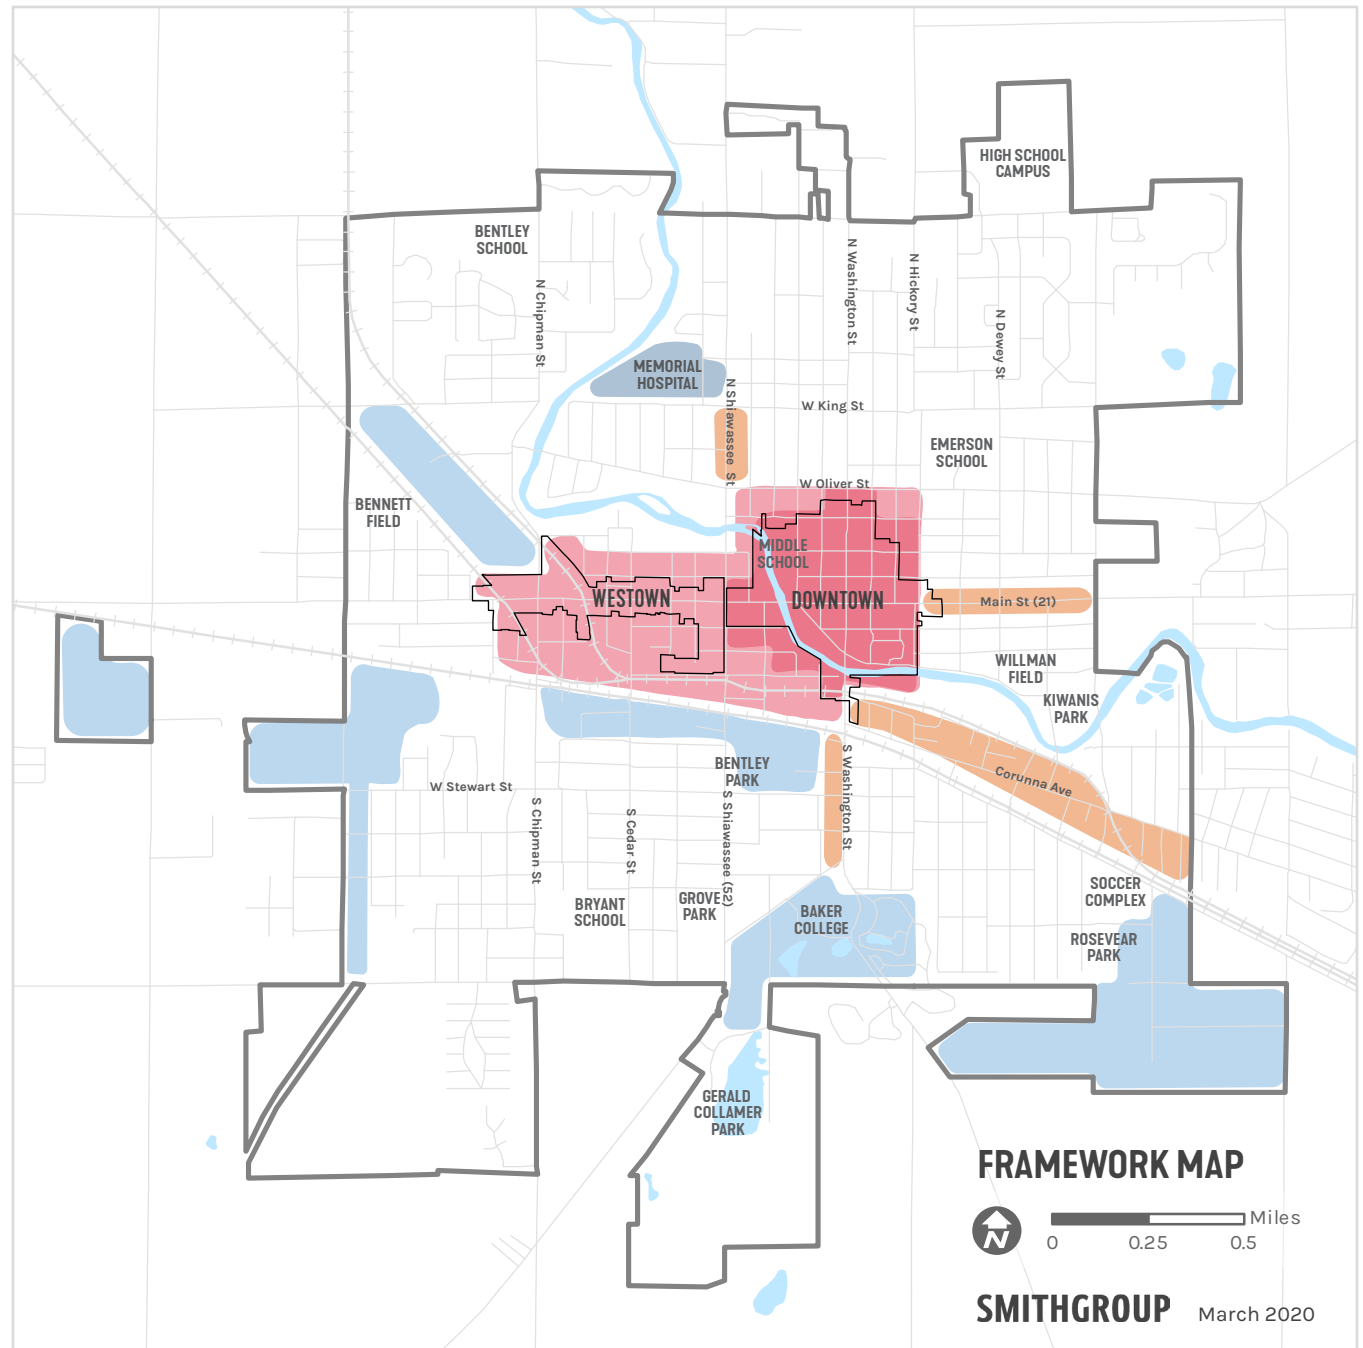 HIGH SCHOOL
CAMPUS
BENTLEY
SCHOOL
N Chipman St
N Washington St
N Hickory St
N Dewey St
MEMORIAL
HOSPITAL
N Shiawassee St
W King St
EMERSON
SCHOOL
W Oliver St
BENNETT
FIELD
MIDDLE
SCHOOL
WESTOWN
DOWNTOWN
Main St (21)
WILLMAN
FIELD
KIWANIS
PARK
BENTLEY
PARK
S Washington St
Corunna Ave
W Stewart St
S Chipman St
S Cedar St
S Shiawassee (52)
SOCCER
COMPLEX
BRYANT
SCHOOL
GROVE
PARK
BAKER
COLLEGE
ROSEVEAR
PARK
GERALD
COLLAMER
PARK
FRAMEWORK MAP
N
Miles
0 0.25 0.5
SMITHGROUP March 2020